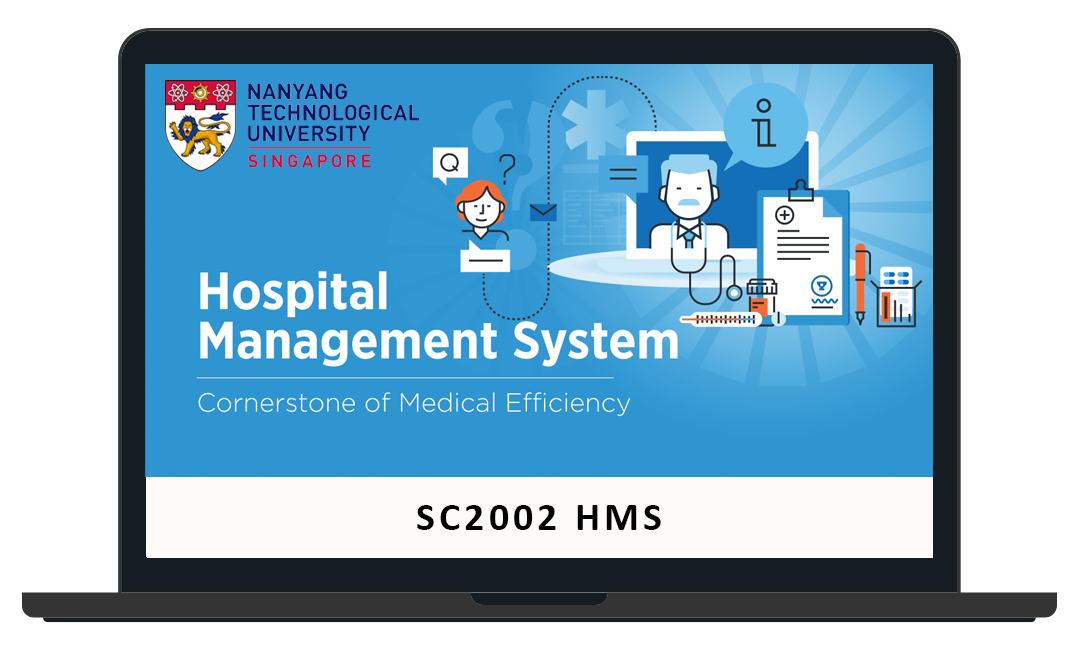 NANYANG
TECHNOLOGICAL
UNIVERSITY
SINGAPORE
Q
?
i
Hospital
Management System
Cornerstone of Medical Efficiency
SC2002 HMS